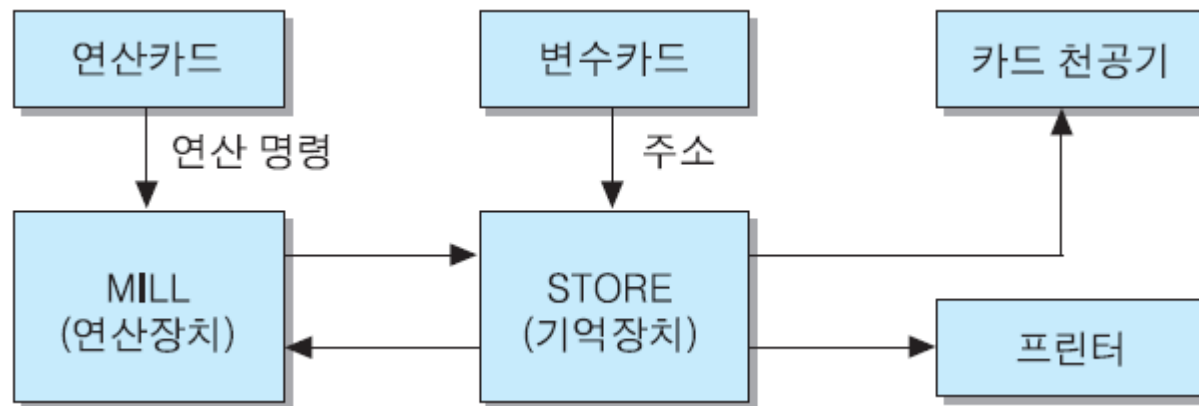 연산카드
변수카드
카드 천공기
연산 명령
주소
MILL
(연산장치)
STORE
(기억장치)
프린터